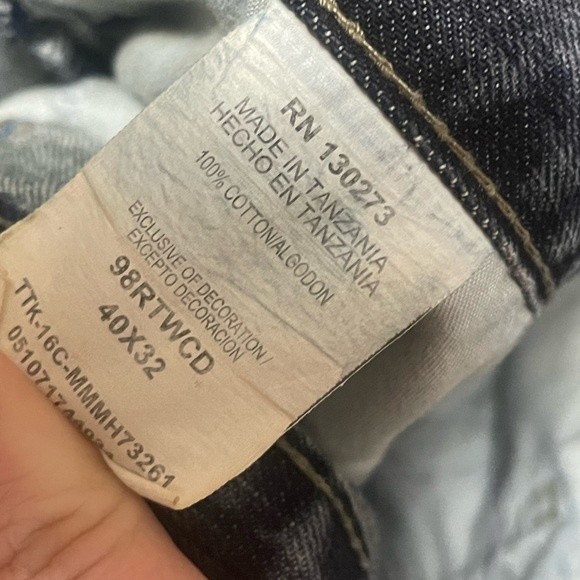 RN 130273
MADE IN TANZANIA
HECHO EN TANZANIA
100% COTTON/ALGODON
EXCLUSIVE OF DECORATION/
EXCEPTO DECORACION
98RTWCD
40X32
TTK-16C-MMMH73261